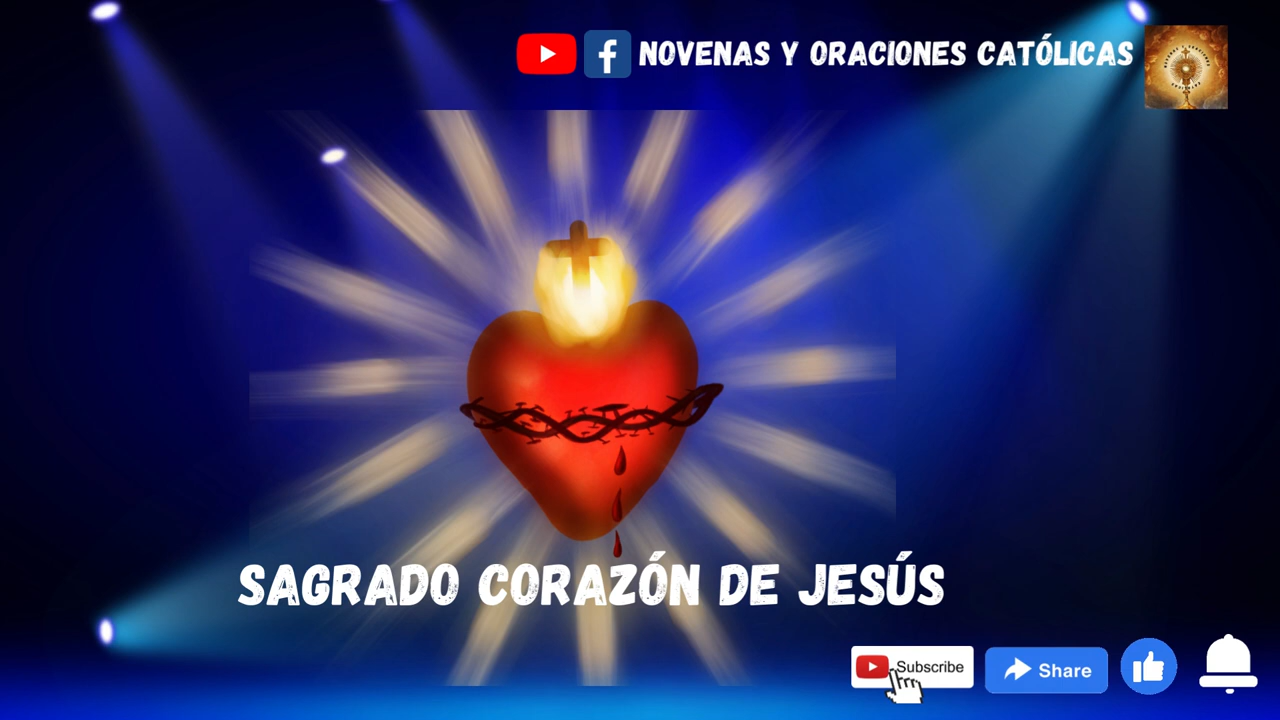 NOVENAS Y ORACIONES CATÓLICAS
SAGRADO CORAZÓN DE JESÚS
Subscribe
Share